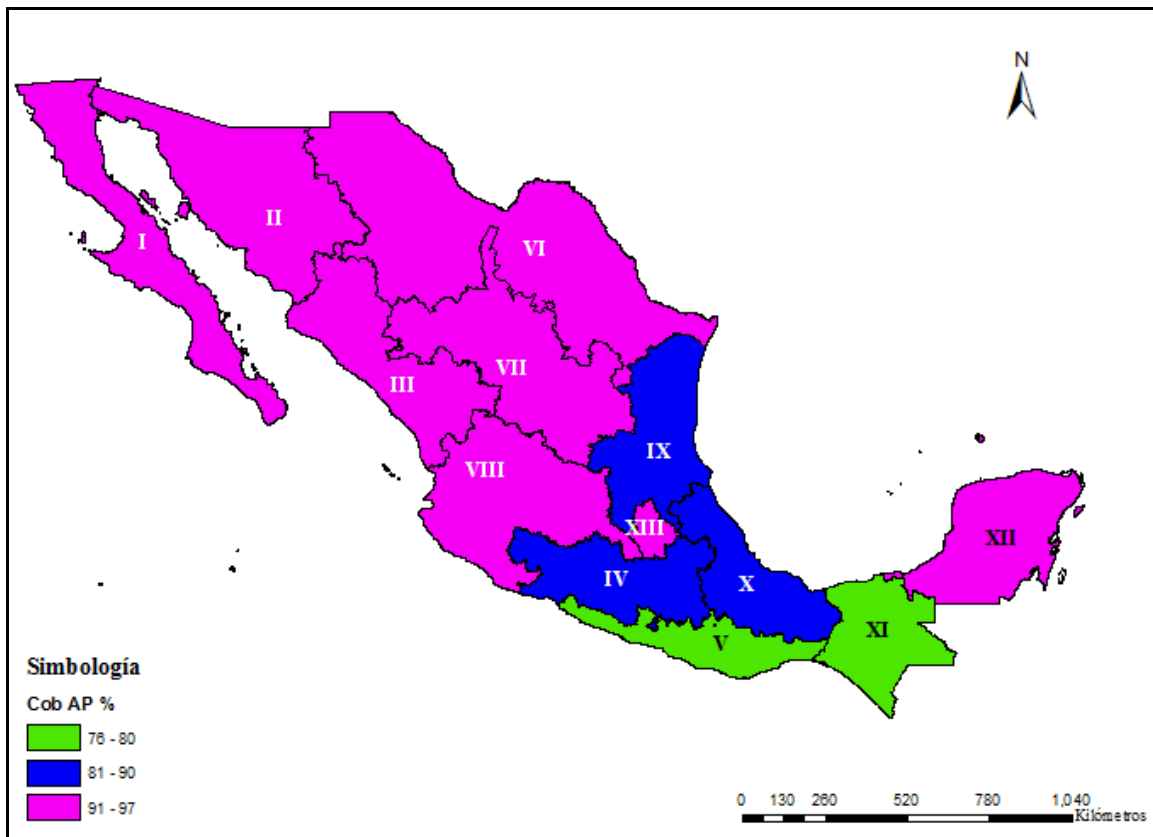 N
I
II
VI
III
VII
VIII
IX
XIII
XII
IV
X
V
XI
Simbología
Cob AP %
76 - 80
81 - 90
91 - 97
0 130 260 520 780 1,040
Kilómetros